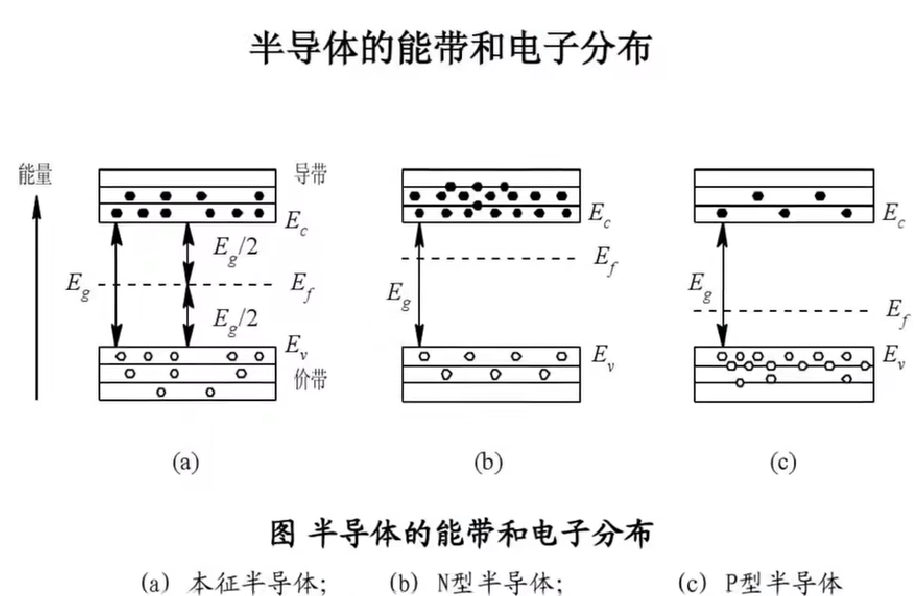 半导体的能带和电子分布
能量
导带
E_c
E_g/2
E_g
E_f
E_g/2
E_v
价带
(a)
E_c
E_f
E_g
E_v
(b)
E_c
E_g
E_f
E_v
(c)
图 半导体的能带和电子分布
(a) 本征半导体; (b) N型半导体; (c) P型半导体